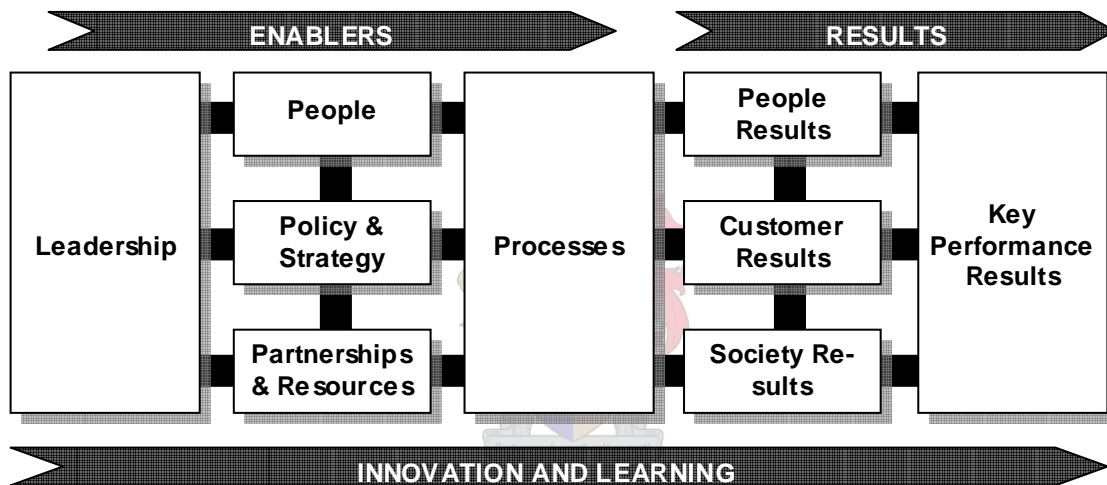 ENABLERS
RESULTS
Leadership
People
Policy &
Strategy
Partnerships
& Resources
Processes
People
Results
Customer
Results
Society Re-
sults
Key
Performance
Results
INNOVATION AND LEARNING